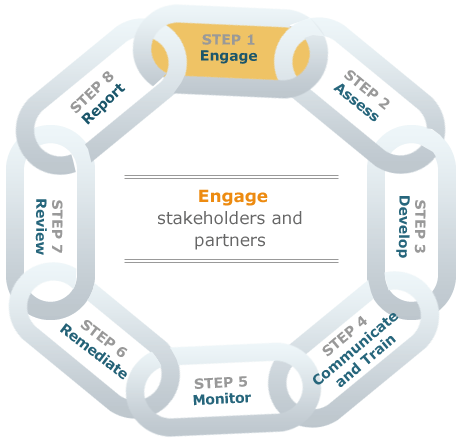 STEP 1
Engage
STEP 2
Assess
STEP 3
Develop
STEP 4
Communicate
and Train
STEP 5
Monitor
STEP 6
Remediate
STEP 7
Review
STEP 8
Report
Engage
stakeholders and
partners